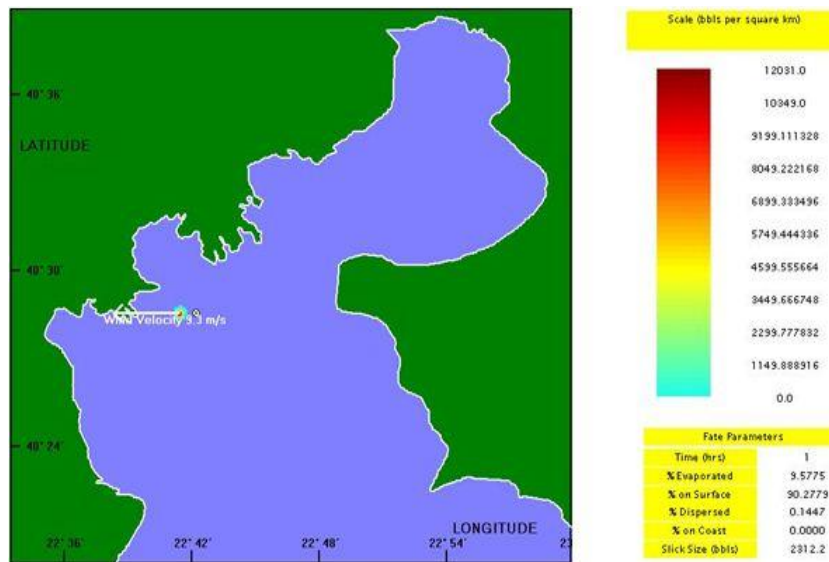 40° 36'
LATITUDE
40° 30'
Wind Velocity 9.3 m/s
40° 24'
LONGITUDE
22° 36' 22° 42' 22° 48' 22° 54' 23
Scale (bbls per square km)
12031.0
10349.0
9199.111328
8049.222168
6899.333496
5749.444336
4599.555664
3449.666748
2299.777832
1149.888916
0.0
Fate Parameters
Time (hrs) 1
% Evaporated 9.5775
% on Surface 90.2779
% Dispersed 0.1447
% on Coast 0.0000
Slick Size (bbls) 2312.2